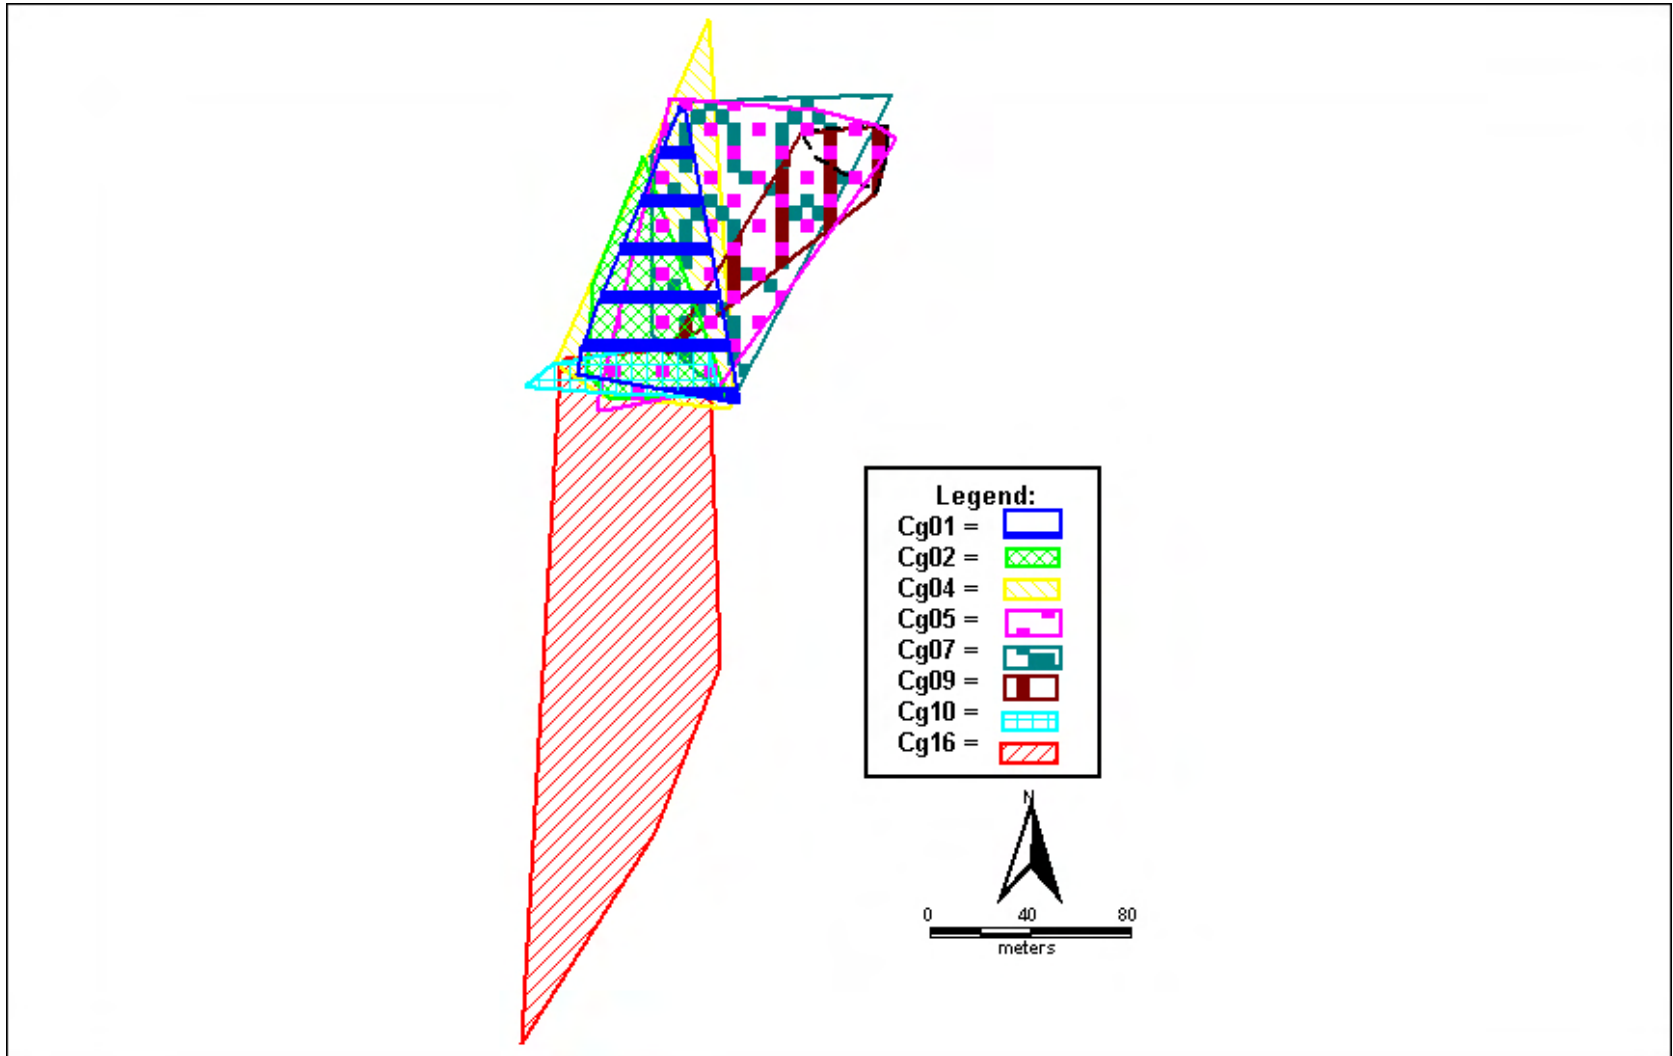 Legend:
Cg01 =
Cg02 =
Cg04 =
Cg05 =
Cg07 =
Cg09 =
Cg10 =
Cg16 =
N
0 40 80
meters